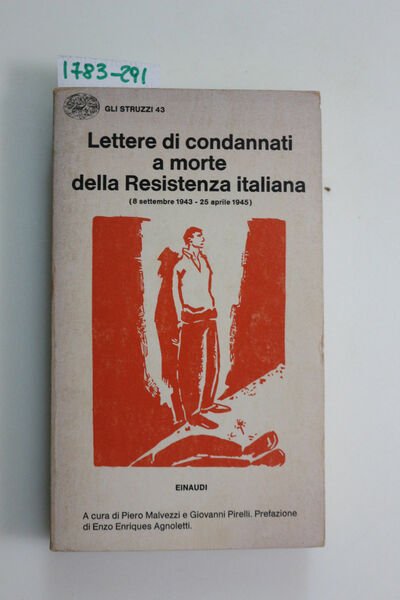 1783-291
GLI STRUZZI 43
Lettere di condannati
a morte
della Resistenza italiana
(8 settembre 1943 - 25 aprile 1945)
EINAUDI
A cura di Piero Malvezzi e Giovanni Pirelli. Prefazione
di Enzo Enriques Agnoletti.